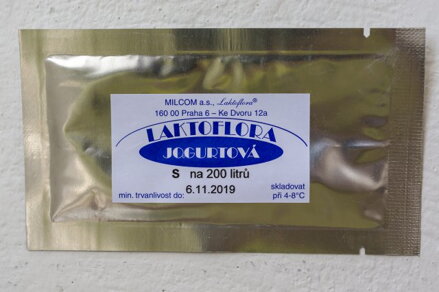 MILCOM a.s., Laktoflora®
160 00 Praha 6 – Ke Dvoru 12a
LAKTOFLORA
JOGURTOVÁ
S na 200 litrů
6.11.2019
min. trvanlivost do:
skladovat
při 4-8°C